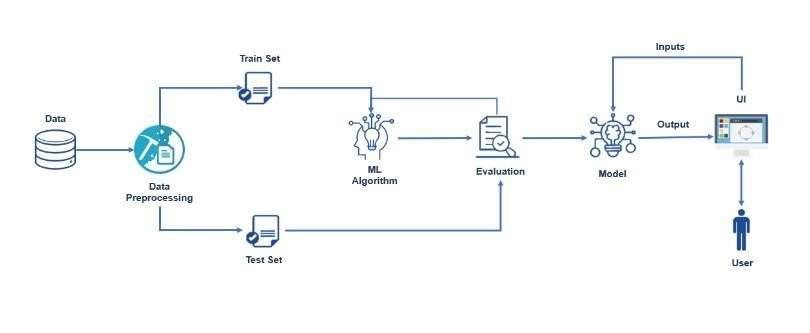 Train Set
Inputs
Data
UI
Output
ML
Algorithm
Evaluation
Model
Data
Preprocessing
Test Set
User